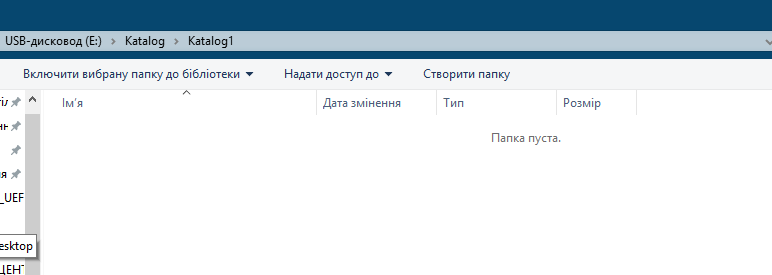 USB-дисковод (E:) > Katalog > Katalog1
Включити вибрану папку до бібліотеки Надати доступ до Створити папку
Ім'я Дата змінення Тип Розмір
Папка пуста.
_UEF
esktop
ЦЕН